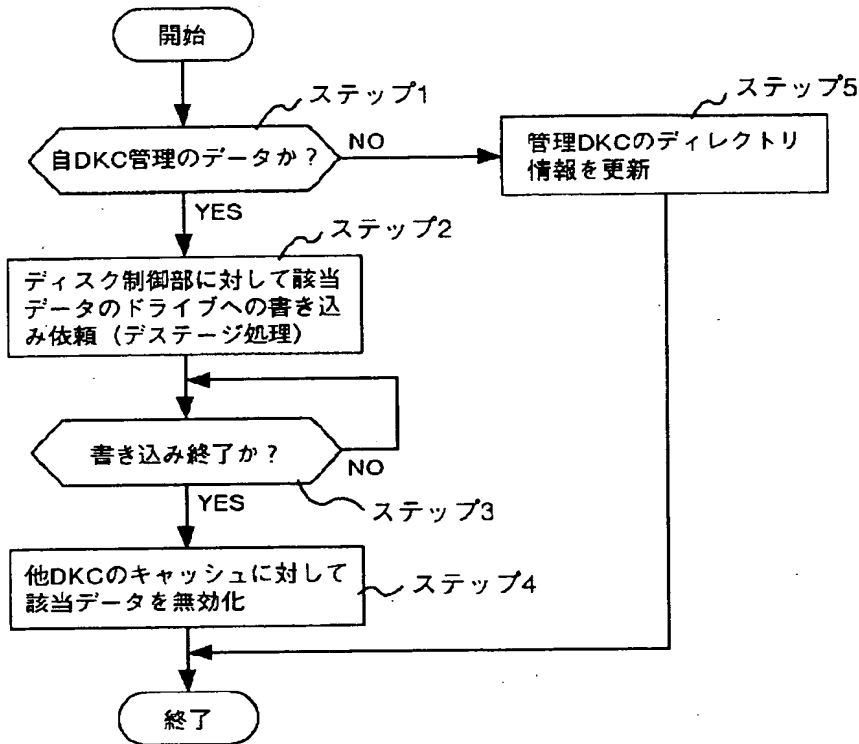 開始
ステップ1
自DKC管理のデータか?
NO
YES
ステップ5
管理DKCのディレクトリ
情報を更新
ステップ2
ディスク制御部に対して該当
データのドライブへの書き込
み依頼(デステージ処理)
書き込み終了か?
NO
YES
ステップ3
他DKCのキャッシュに対して
該当データを無効化
ステップ4
終了